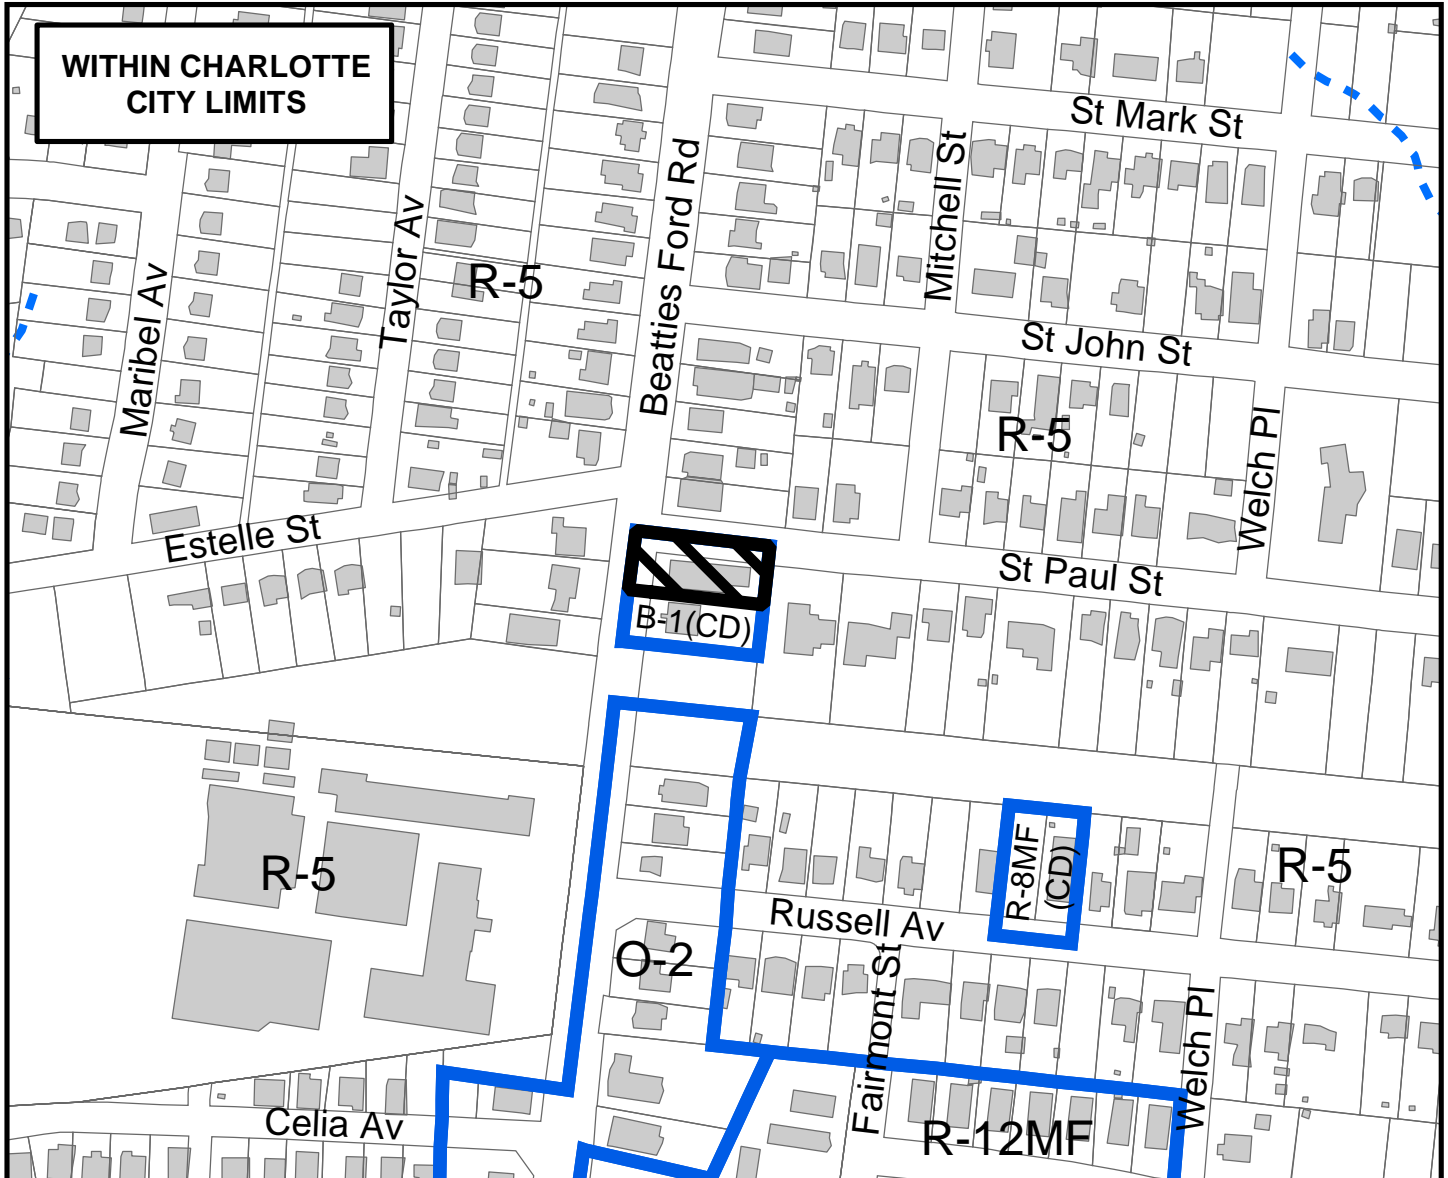 WITHIN CHARLOTTE
CITY LIMITS
St Mark St
Mitchell St
Beatties Ford Rd
Taylor Av
R-5
Maribel Av
St John St
R-5
Welch Pl
Estelle St
St Paul St
B-1(CD)
R-5
R-8MF
(CD)
R-5
Russell Av
O-2
Fairmont St
Welch Pl
Celia Av
R-12MF